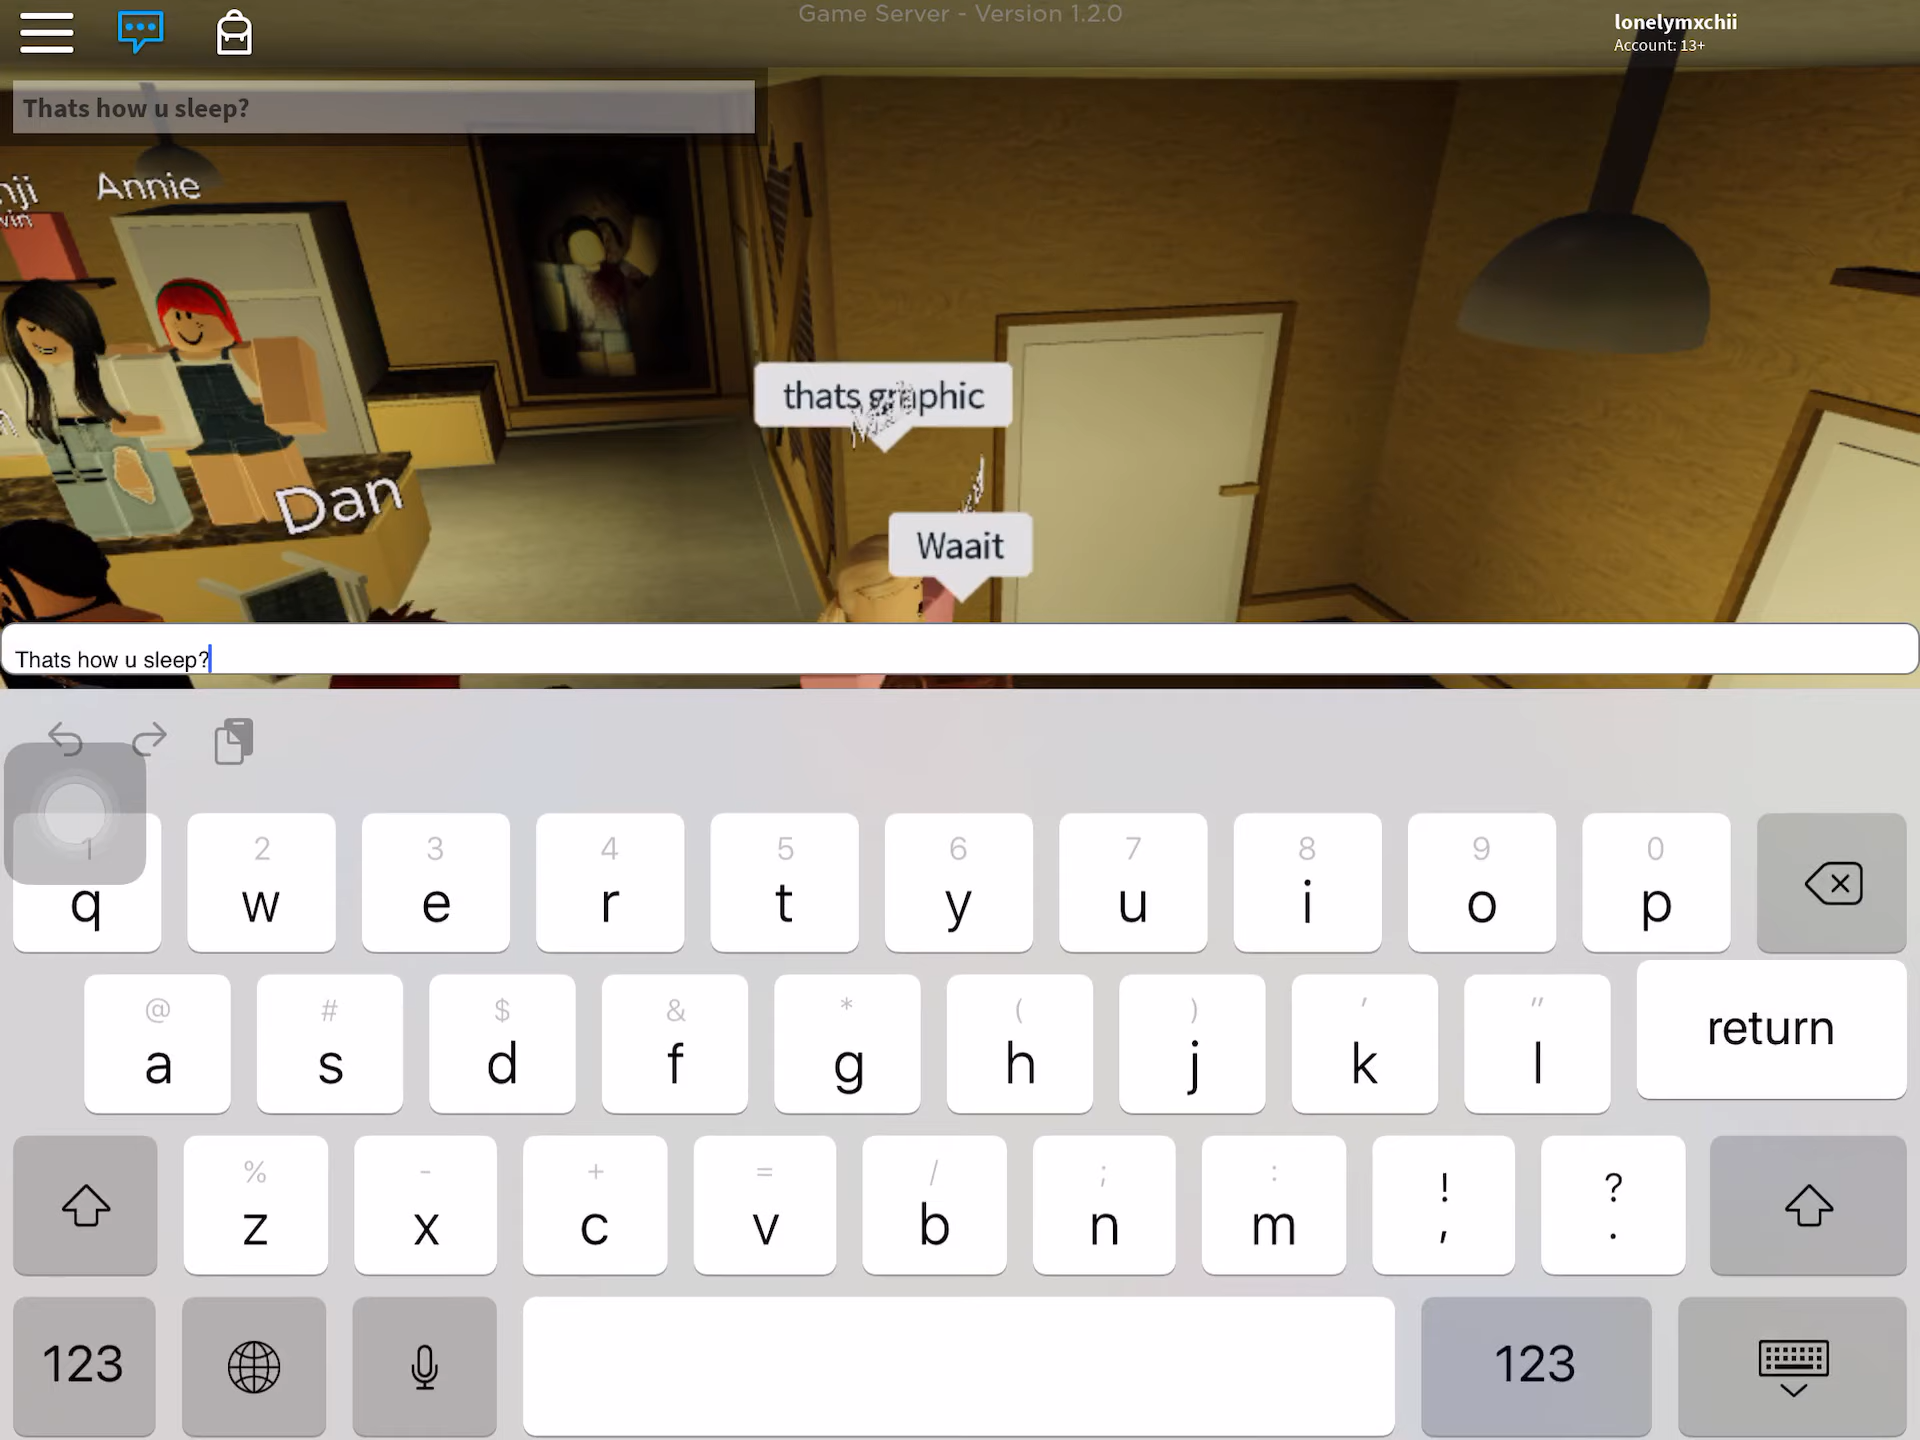 Game Server - Version 1.2.0
lonelymxchii
Account: 13+
Thats how u sleep?
Annie
thats graphic
Dan
Waait
Thats how u sleep?
1 2 3 4 5 6 7 8 9 0
q w e r t y u i o p
@ # $ & * ( ) ' "
a s d f g h j k l return
% - + = / ; : ! ?
z x c v b n m , .
123 123